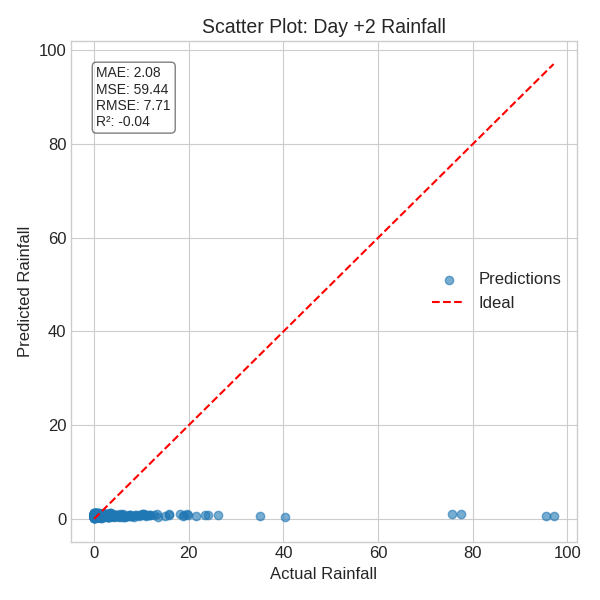 Scatter Plot: Day +2 Rainfall
100
80
60
40
20
0
Predicted Rainfall
MAE: 2.08
MSE: 59.44
RMSE: 7.71
R²: -0.04
Predictions
Ideal
0 20 40 60 80 100
Actual Rainfall